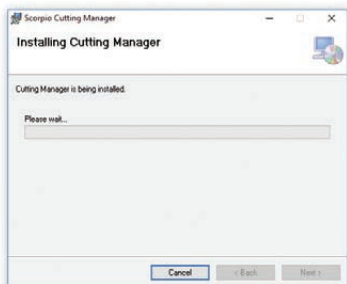 Scorpio Cutting Manager
Installing Cutting Manager
Cutting Manager is being installed.
Please wait...
Cancel
< Back
Next >